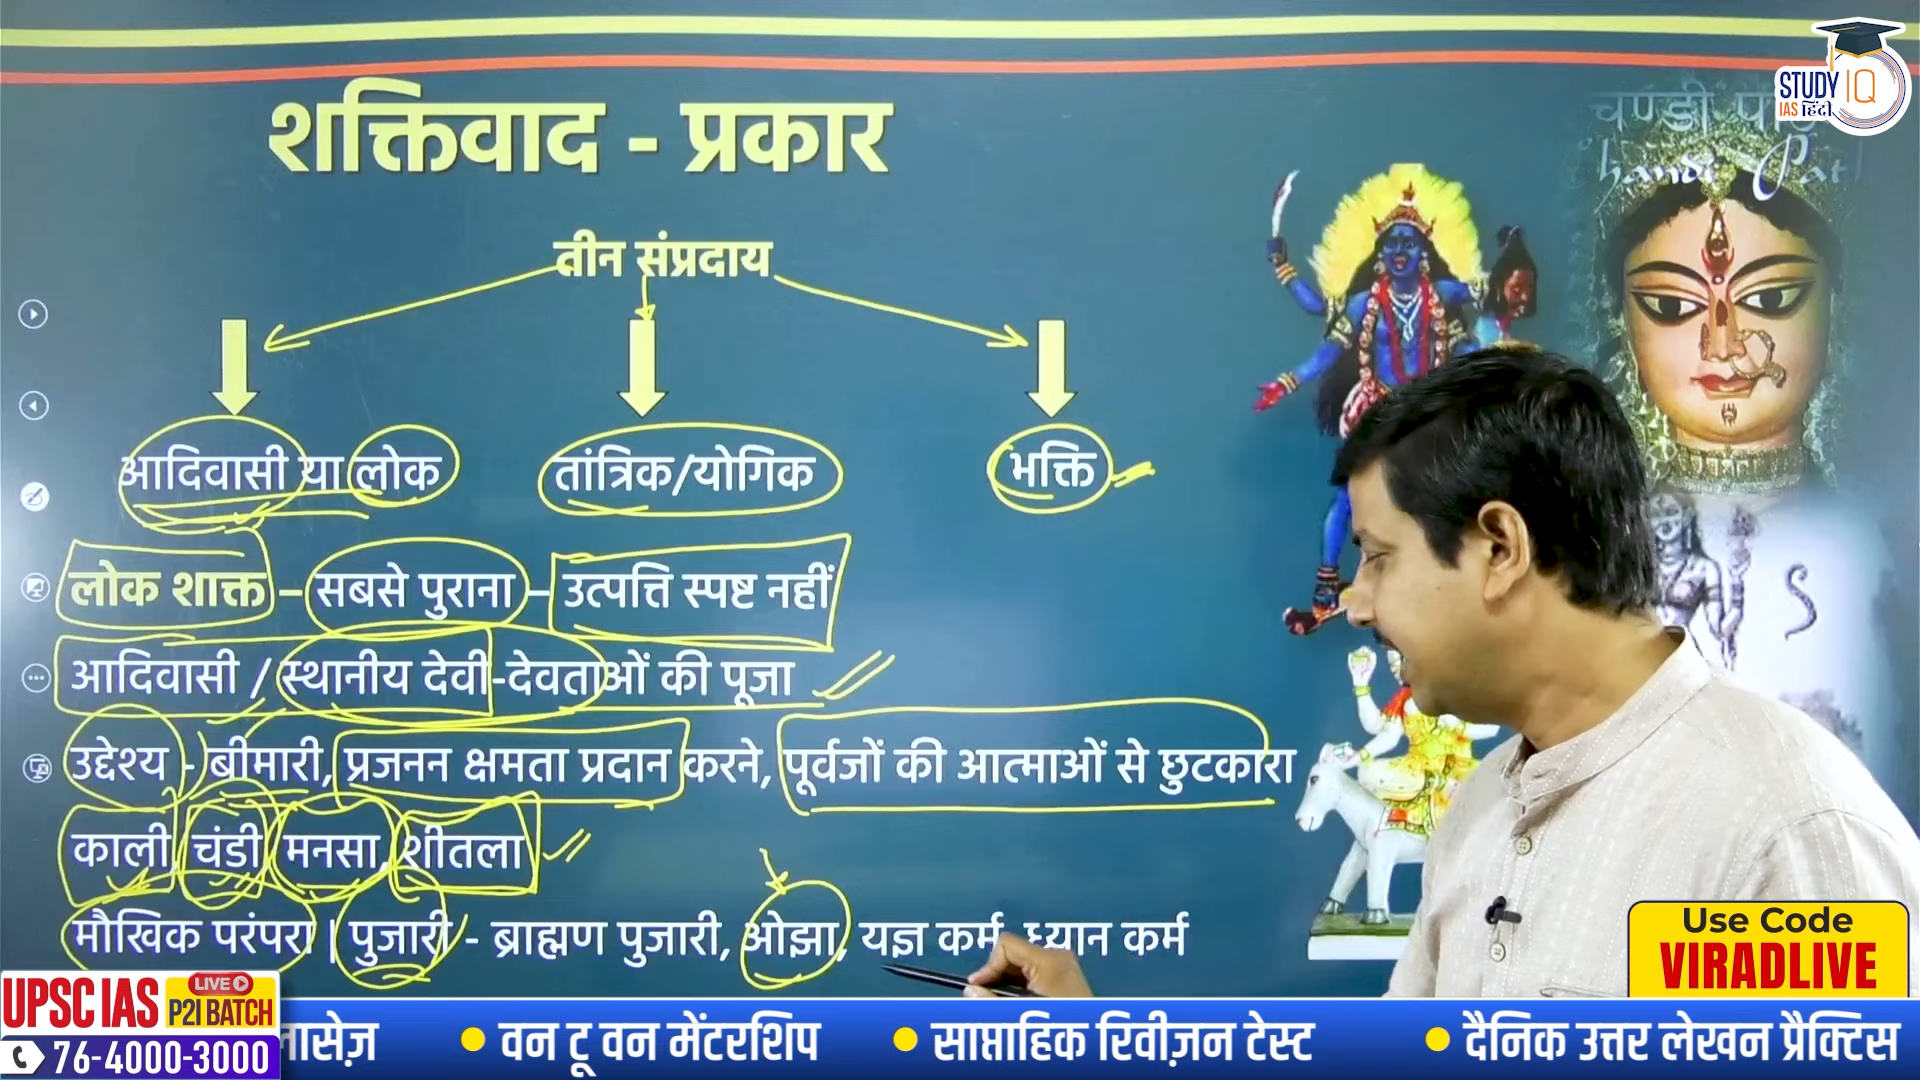 STUDY IQ
IAS हिंदी
शक्तिवाद - प्रकार
तीन संप्रदाय
आदिवासी या लोक
तांत्रिक/योगिक
भक्ति
लोक शाक्त – सबसे पुराना – उत्पत्ति स्पष्ट नहीं
आदिवासी / स्थानीय देवी-देवताओं की पूजा
उद्देश्य - बीमारी, प्रजनन क्षमता प्रदान करने, पूर्वजों की आत्माओं से छुटकारा
काली, चंडी, मनसा, शीतला
मौखिक परंपरा | पुजारी - ब्राह्मण पुजारी, ओझा, यज्ञ कर्म, ध्यान कर्म
Use Code
VIRADLIVE
UPSC IAS LIVE P2I BATCH
76-4000-3000
वन टू वन मेंटरशिप
साप्ताहिक रिवीज़न टेस्ट
दैनिक उत्तर लेखन प्रैक्टिस